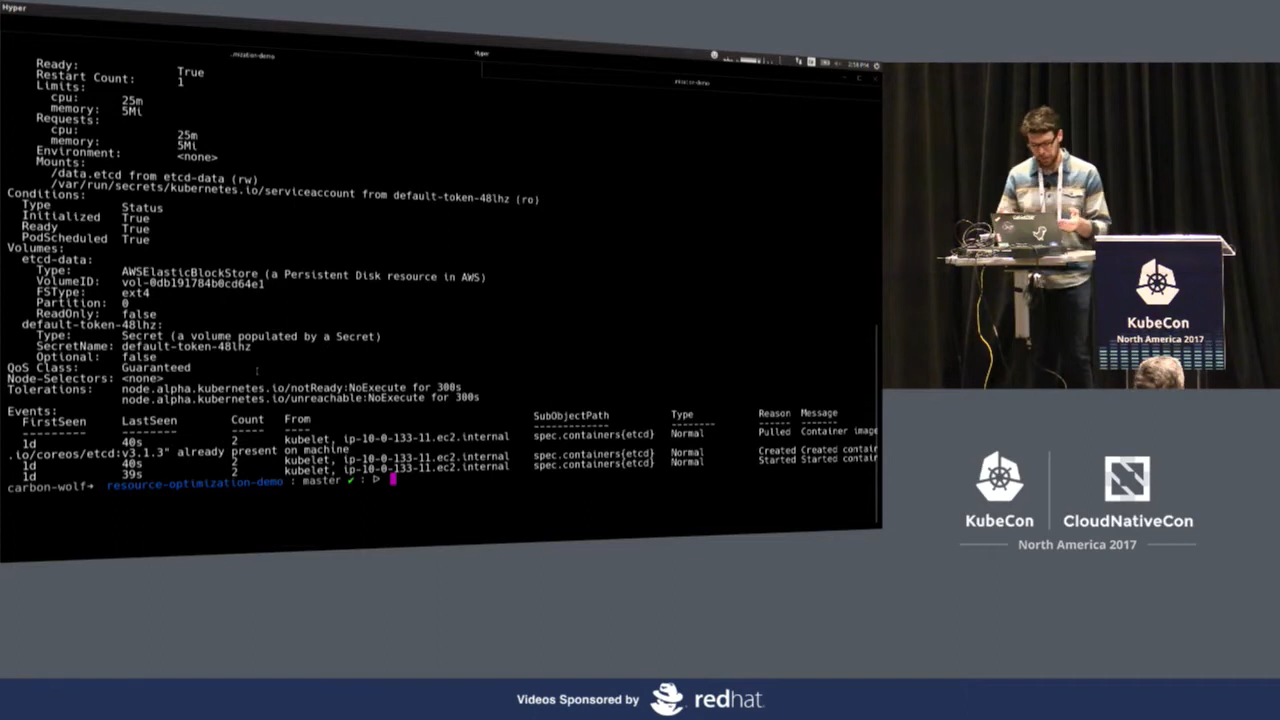 Hyper
..mization-demo
Hyper
2:58 PM
Ready: True
Restart Count: 1
Limits:
cpu: 25m
memory: 5Mi
Requests:
cpu: 25m
memory: 5Mi
Environment: <none>
Mounts:
/data.etcd from etcd-data (rw)
/var/run/secrets/kubernetes.io/serviceaccount from default-token-48lhz (ro)
Conditions:
Type Status
Initialized True
Ready True
PodScheduled True
Volumes:
etcd-data:
Type: AWSElasticBlockStore (a Persistent Disk resource in AWS)
VolumeID: vol-0db191784b0cd64e1
FSType: ext4
Partition: 0
ReadOnly: false
default-token-48lhz:
Type: Secret (a volume populated by a Secret)
SecretName: default-token-48lhz
Optional: false
QoS Class: Guaranteed
Node-Selectors: <none>
Tolerations: node.alpha.kubernetes.io/notReady:NoExecute for 300s
node.alpha.kubernetes.io/unreachable:NoExecute for 300s
Events:
FirstSeen LastSeen Count From SubObjectPath Type Reason Message
--------- -------- ----- ---- ------------- -------- ------ -------
1d 40s 2 kubelet, ip-10-0-133-11.ec2.internal spec.containers{etcd} Normal Pulled Container image
.io/coreos/etcd:v3.1.3" already present on machine
1d 40s 2 kubelet, ip-10-0-133-11.ec2.internal spec.containers{etcd} Normal Created Created contain
1d 39s 2 kubelet, ip-10-0-133-11.ec2.internal spec.containers{etcd} Normal Started Started contain
carbon-wolf➜ resource-optimization-demo : master ✔ : ▷
KubeCon
North America 2017
KubeCon
CloudNativeCon
North America 2017
Videos Sponsored by redhat.